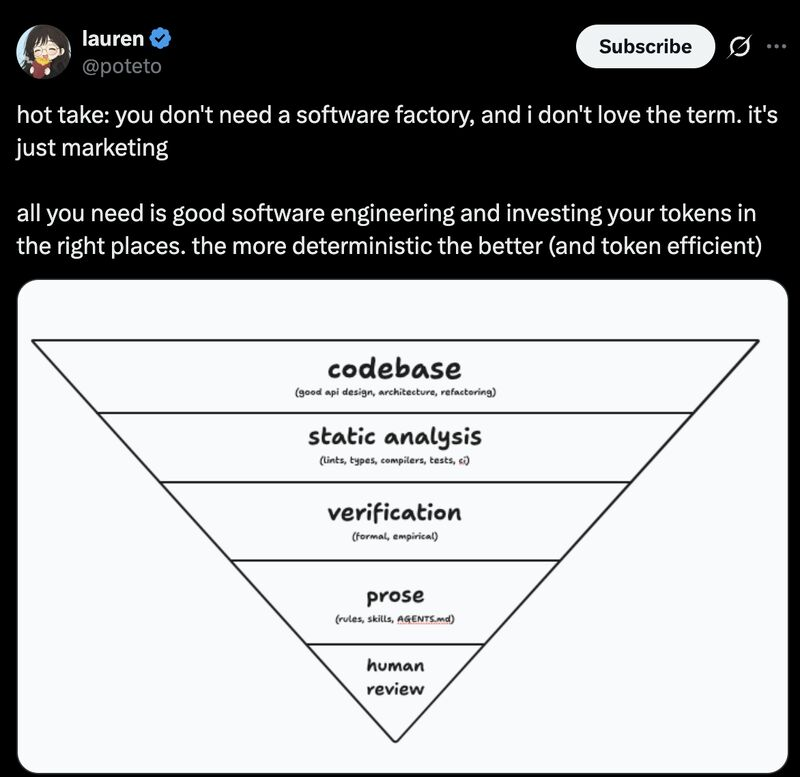 lauren
@poteto
Subscribe
hot take: you don't need a software factory, and i don't love the term. it's
just marketing
all you need is good software engineering and investing your tokens in
the right places. the more deterministic the better (and token efficient)
codebase
(good api design, architecture, refactoring)
static analysis
(lints, types, compilers, tests, ci)
verification
(formal, empirical)
prose
(rules, skills, AGENTS.md)
human
review